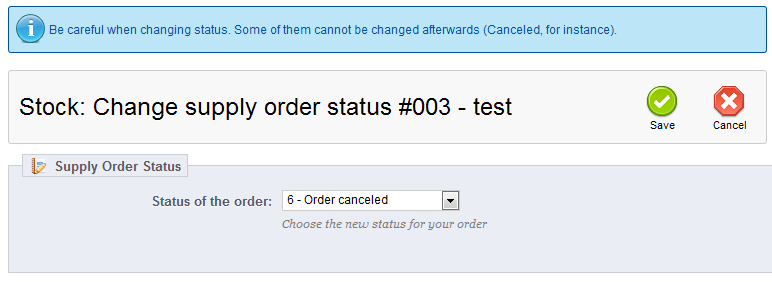 Be careful when changing status. Some of them cannot be changed afterwards (Canceled, for instance).
Stock: Change supply order status #003 - test
Save
Cancel
Supply Order Status
Status of the order:
6 - Order canceled
Choose the new status for your order